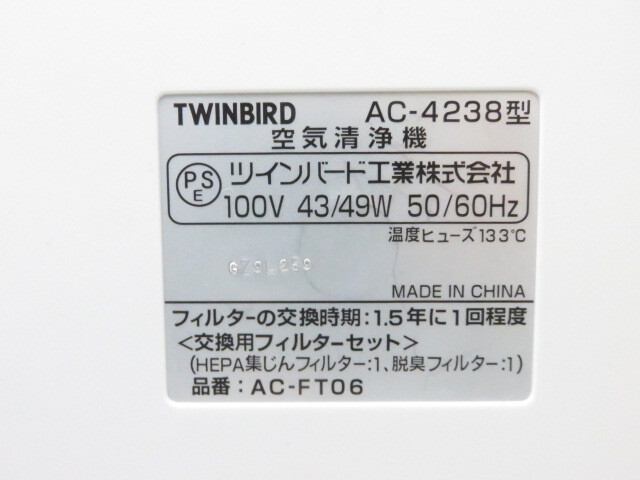 TWINBIRD AC-4238型
空気清浄機
PSE ツインバード工業株式会社
100V 43/49W 50/60Hz
温度ヒューズ133℃
MADE IN CHINA
フィルターの交換時期:1.5年に1回程度
<交換用フィルターセット>
(HEPA集じんフィルター:1、脱臭フィルター:1)
品番:AC-FT06